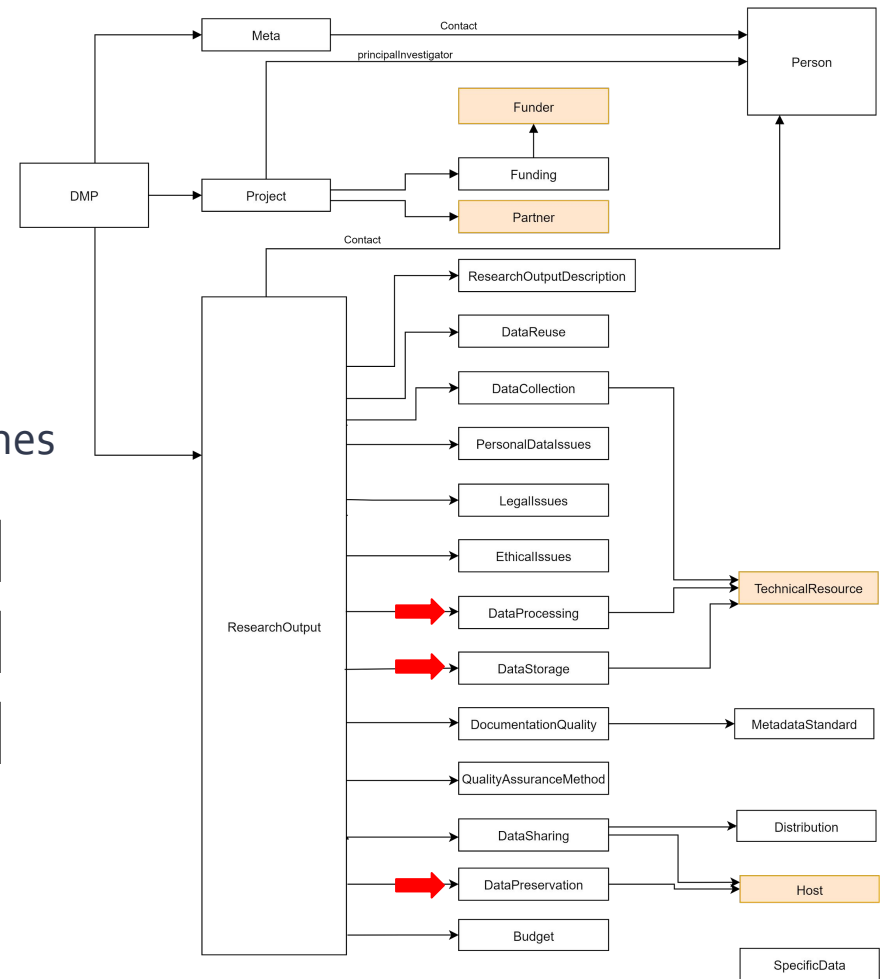 Meta
Contact
principalInvestigator
Person
Funder
DMP
Project
Funding
Partner
Contact
ResearchOutput
ResearchOutputDescription
DataReuse
DataCollection
nes
PersonalDataIssues
LegalIssues
EthicalIssues
TechnicalResource
DataProcessing
DataStorage
DocumentationQuality
MetadataStandard
QualityAssuranceMethod
DataSharing
Distribution
DataPreservation
Host
Budget
SpecificData